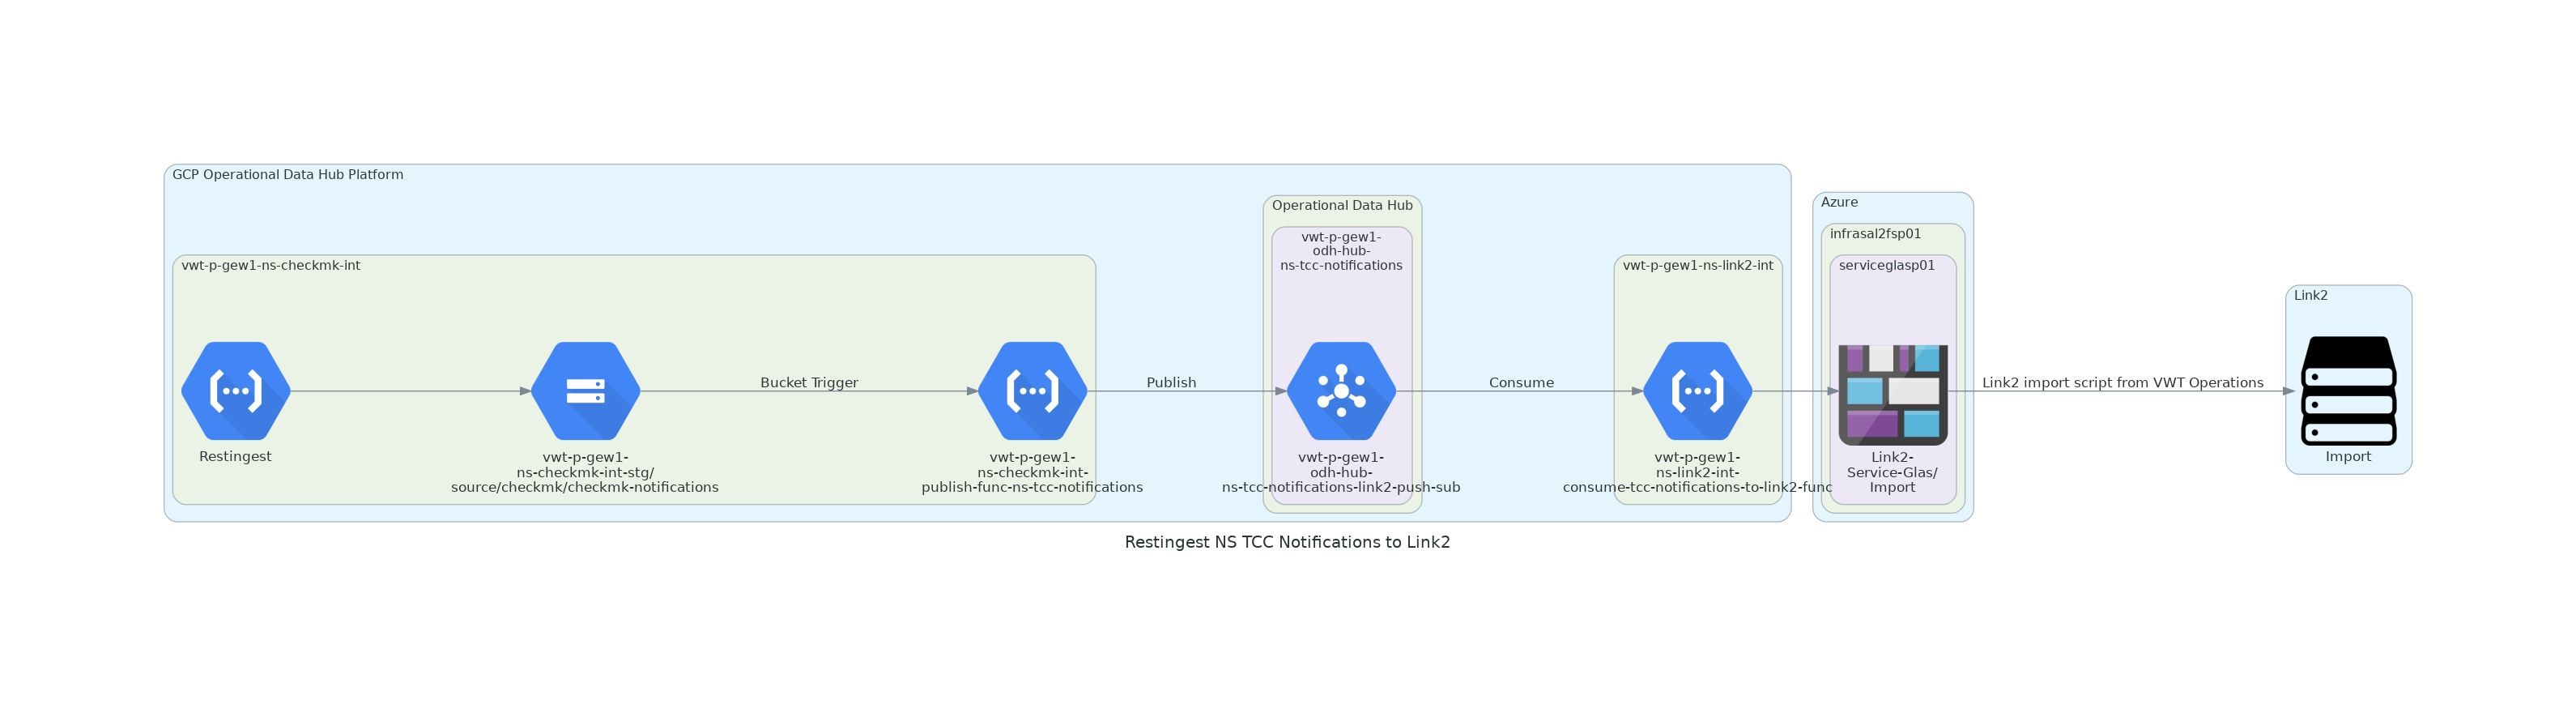 GCP Operational Data Hub Platform
vwt-p-gew1-ns-checkmk-int
Restingest
vwt-p-gew1-
ns-checkmk-int-stg/
source/checkmk/checkmk-notifications
Bucket Trigger
vwt-p-gew1-
ns-checkmk-int-
publish-func-ns-tcc-notifications
Publish
Operational Data Hub
vwt-p-gew1-
odh-hub-
ns-tcc-notifications
vwt-p-gew1-
odh-hub-
ns-tcc-notifications-link2-push-sub
Consume
vwt-p-gew1-ns-link2-int
vwt-p-gew1-
ns-link2-int-
consume-tcc-notifications-to-link2-func
Azure
infrasal2fsp01
serviceglasp01
Link2-
Service-Glas/
Import
Link2 import script from VWT Operations
Link2
Import
Restingest NS TCC Notifications to Link2